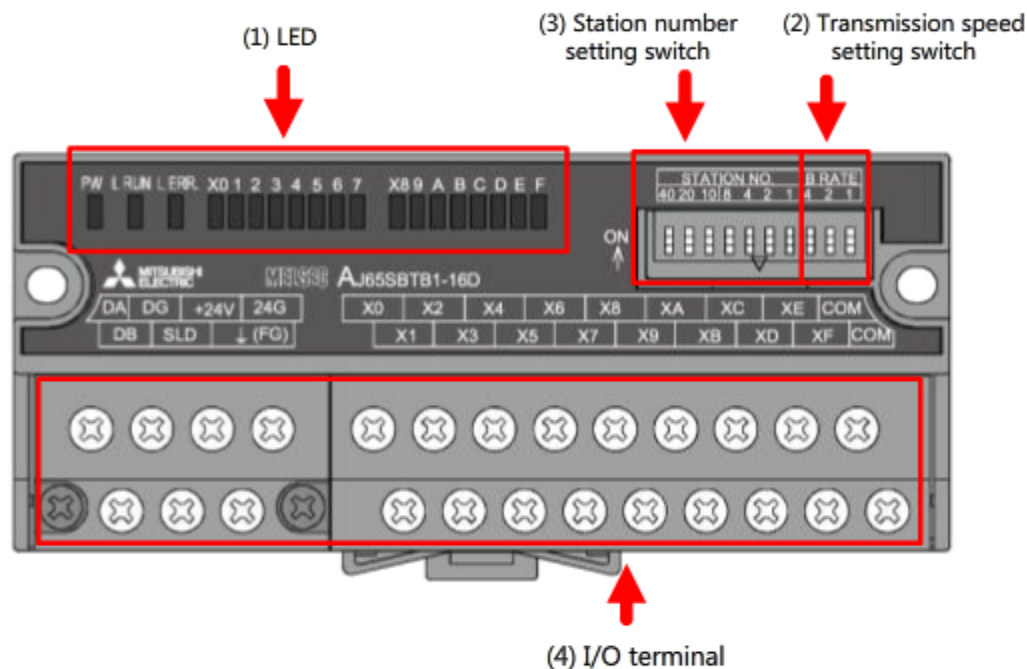 (1) LED
(3) Station number
setting switch
(2) Transmission speed
setting switch
PW L RUN L ERR. X0 1 2 3 4 5 6 7 X8 9 A B C D E F
STATION NO. B RATE
40 20 10 8 4 2 1 4 2 1
ON
MITSUBISHI
ELECTRIC
MELSEC
AJ65SBTB1-16D
DA DG +24V 24G X0 X2 X4 X6 X8 XA XC XE COM
DB SLD (FG) X1 X3 X5 X7 X9 XB XD XF COM
(4) I/O terminal